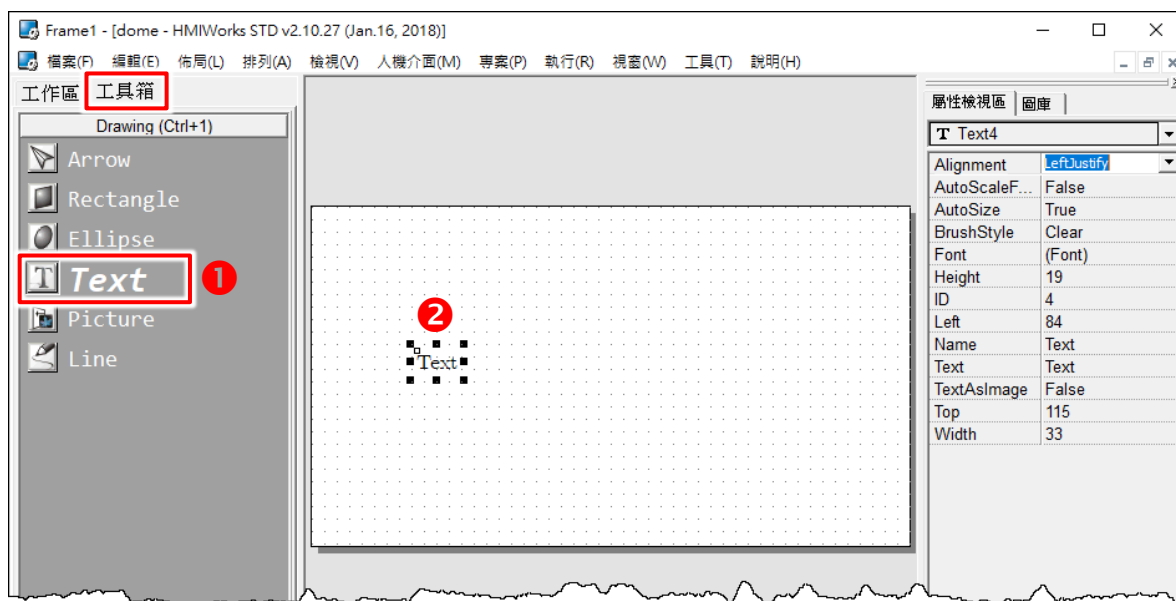 Frame1 - [dome - HMIWorks STD v2.10.27 (Jan.16, 2018)]
檔案(F) 編輯(E) 佈局(L) 排列(A) 檢視(V) 人機介面(M) 專案(P) 執行(R) 視窗(W) 工具(T) 說明(H)
工作區 工具箱
Drawing (Ctrl+1)
Arrow
Rectangle
Ellipse
Text
1
Picture
Line
2
Text
屬性檢視區 圖庫
T Text4
Alignment LeftJustify
AutoScaleF... False
AutoSize True
BrushStyle Clear
Font (Font)
Height 19
ID 4
Left 84
Name Text
Text Text
TextAsImage False
Top 115
Width 33